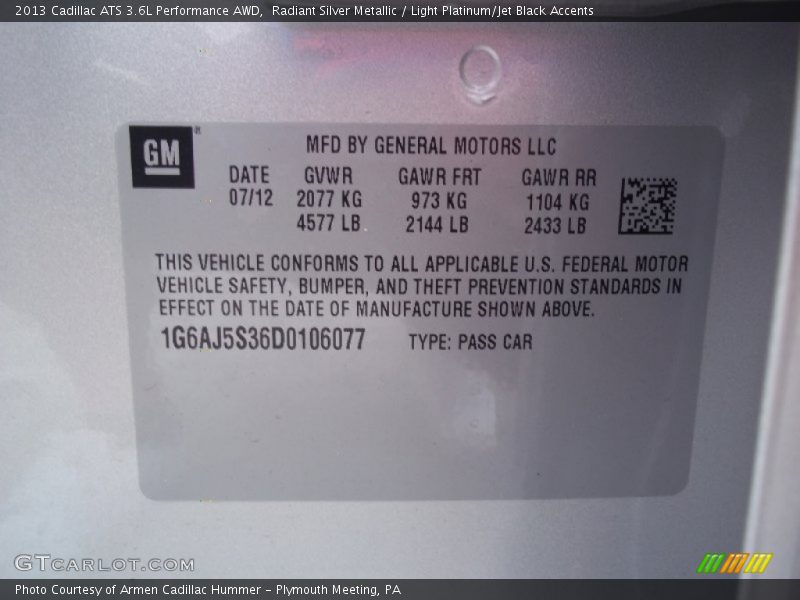 2013 Cadillac ATS 3.6L Performance AWD, Radiant Silver Metallic / Light Platinum/Jet Black Accents
GM®
MFD BY GENERAL MOTORS LLC
DATE GVWR GAWR FRT GAWR RR
07/12 2077 KG 973 KG 1104 KG
4577 LB 2144 LB 2433 LB
THIS VEHICLE CONFORMS TO ALL APPLICABLE U.S. FEDERAL MOTOR
VEHICLE SAFETY, BUMPER, AND THEFT PREVENTION STANDARDS IN
EFFECT ON THE DATE OF MANUFACTURE SHOWN ABOVE.
1G6AJ5S36D0106077 TYPE: PASS CAR
GTCARLOT.COM
Photo Courtesy of Armen Cadillac Hummer - Plymouth Meeting, PA